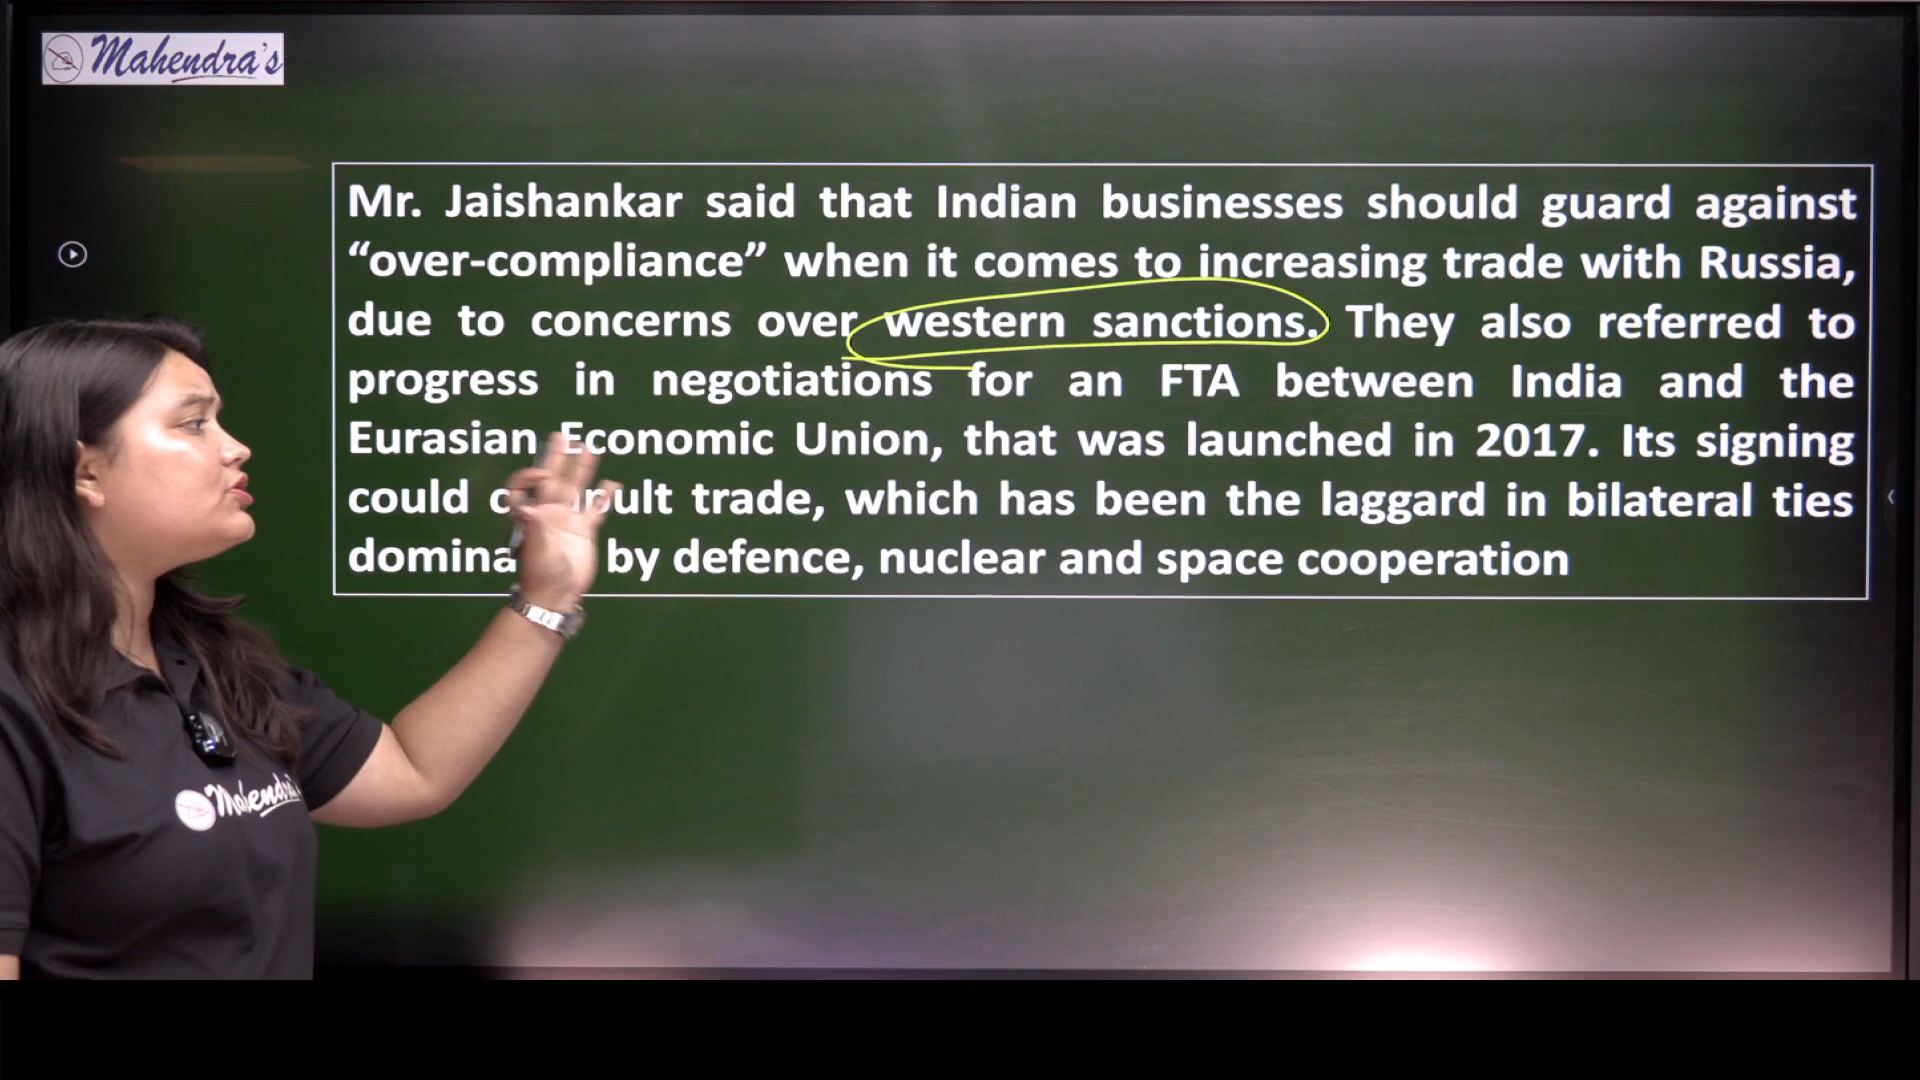 Mahendra's
Mr. Jaishankar said that Indian businesses should guard against
“over-compliance” when it comes to increasing trade with Russia,
due to concerns over western sanctions. They also referred to
progress in negotiations for an FTA between India and the
Eurasian Economic Union, that was launched in 2017. Its signing
could trade, which has been the laggard in bilateral ties
by defence, nuclear and space cooperation
Mahendra's